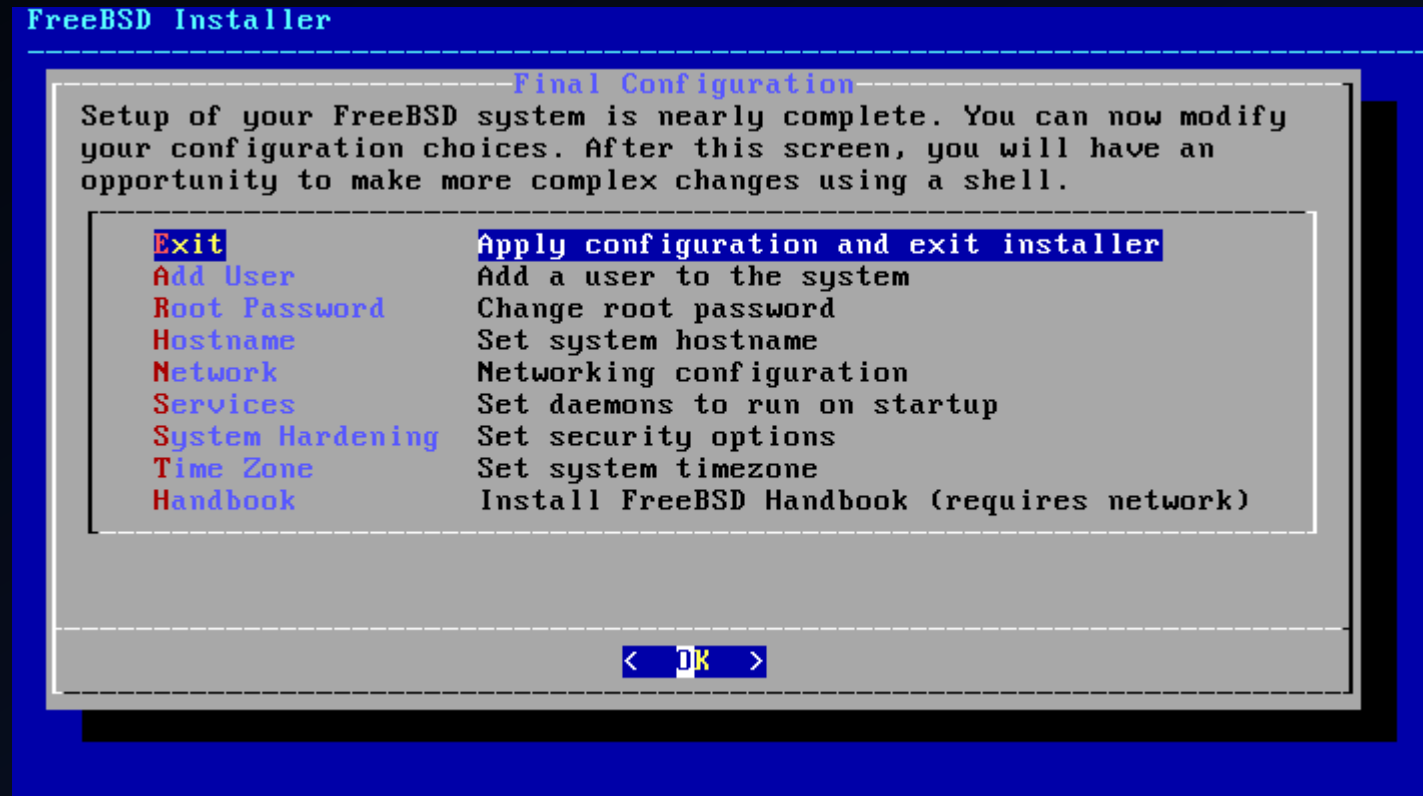 FreeBSD Installer
Final Configuration
Setup of your FreeBSD system is nearly complete. You can now modify
your configuration choices. After this screen, you will have an
opportunity to make more complex changes using a shell.
Exit Apply configuration and exit installer
Add User Add a user to the system
Root Password Change root password
Hostname Set system hostname
Network Networking configuration
Services Set daemons to run on startup
System Hardening Set security options
Time Zone Set system timezone
Handbook Install FreeBSD Handbook (requires network)
< OK >